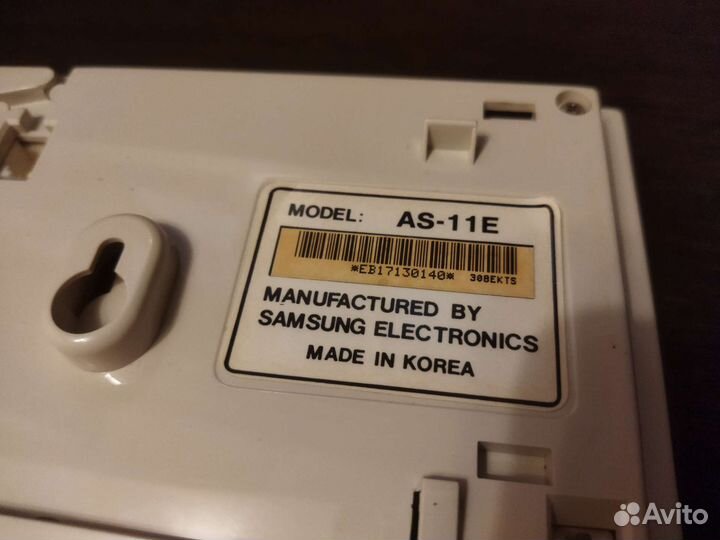 MODEL: AS-11E
*EB17130140* 308EKTS
MANUFACTURED BY
SAMSUNG ELECTRONICS
MADE IN KOREA
Avito